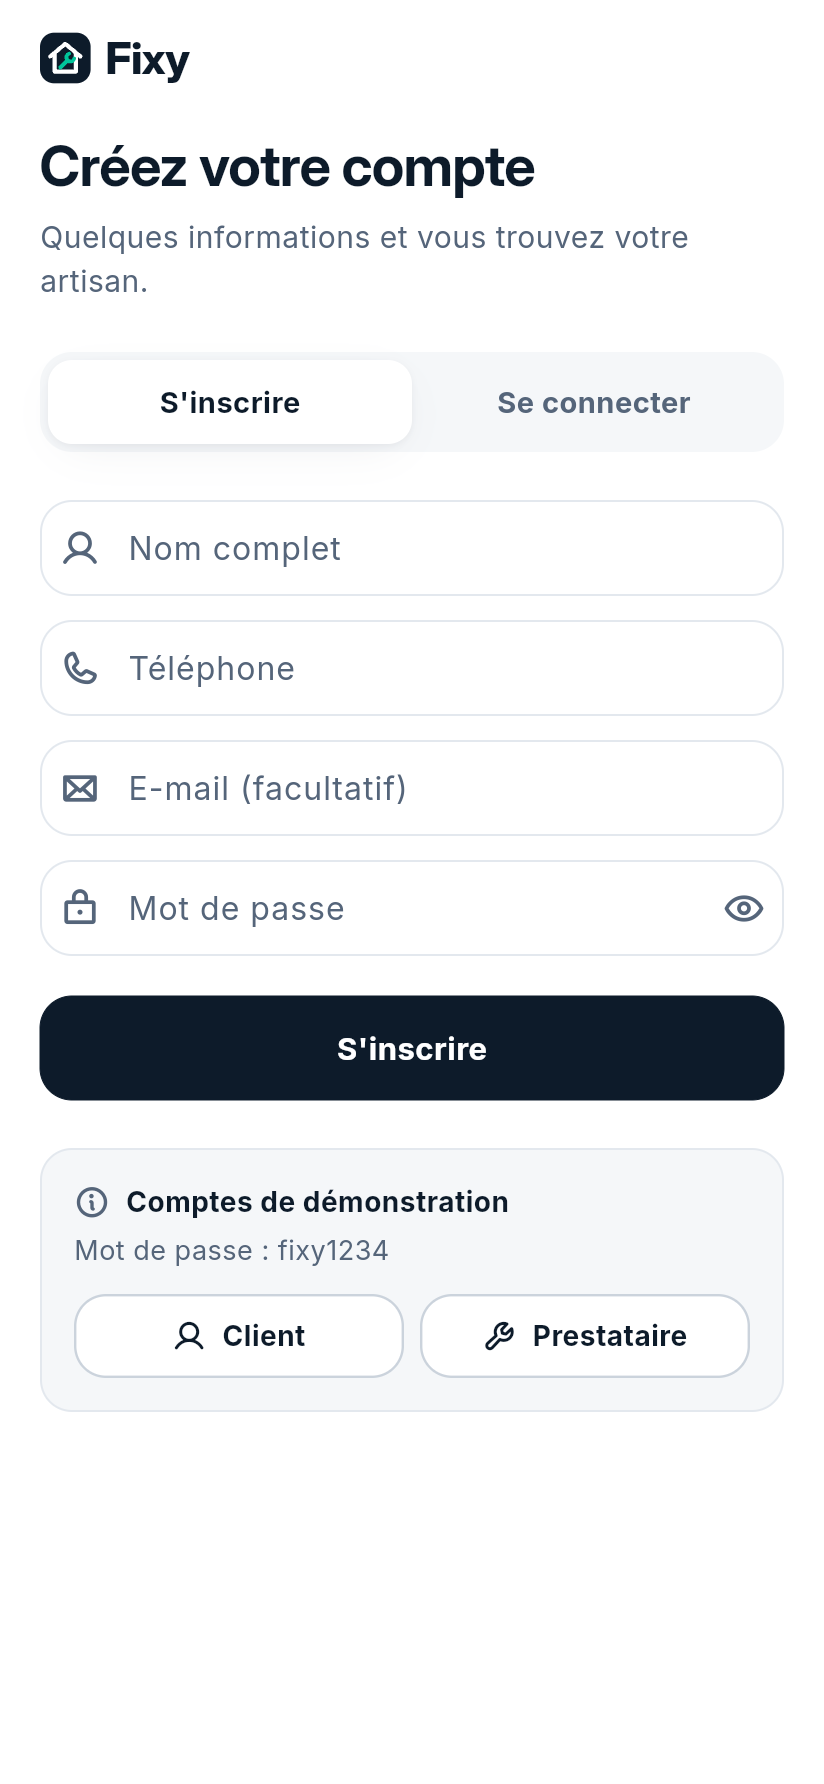 Fixy
Créez votre compte
Quelques informations et vous trouvez votre
artisan.
S'inscrire
Se connecter
Nom complet
Téléphone
E-mail (facultatif)
Mot de passe
S'inscrire
Comptes de démonstration
Mot de passe : fixy1234
Client
Prestataire